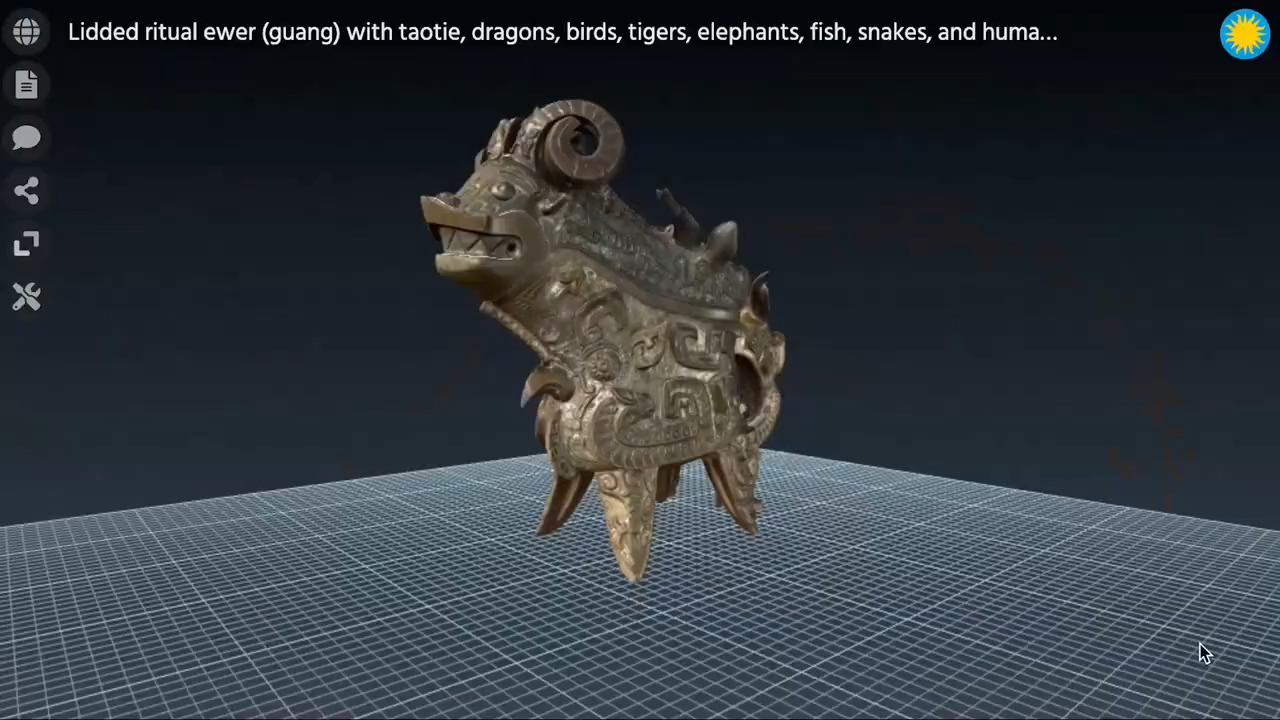 Lidded ritual ewer (guang) with taotie, dragons, birds, tigers, elephants, fish, snakes, and huma...